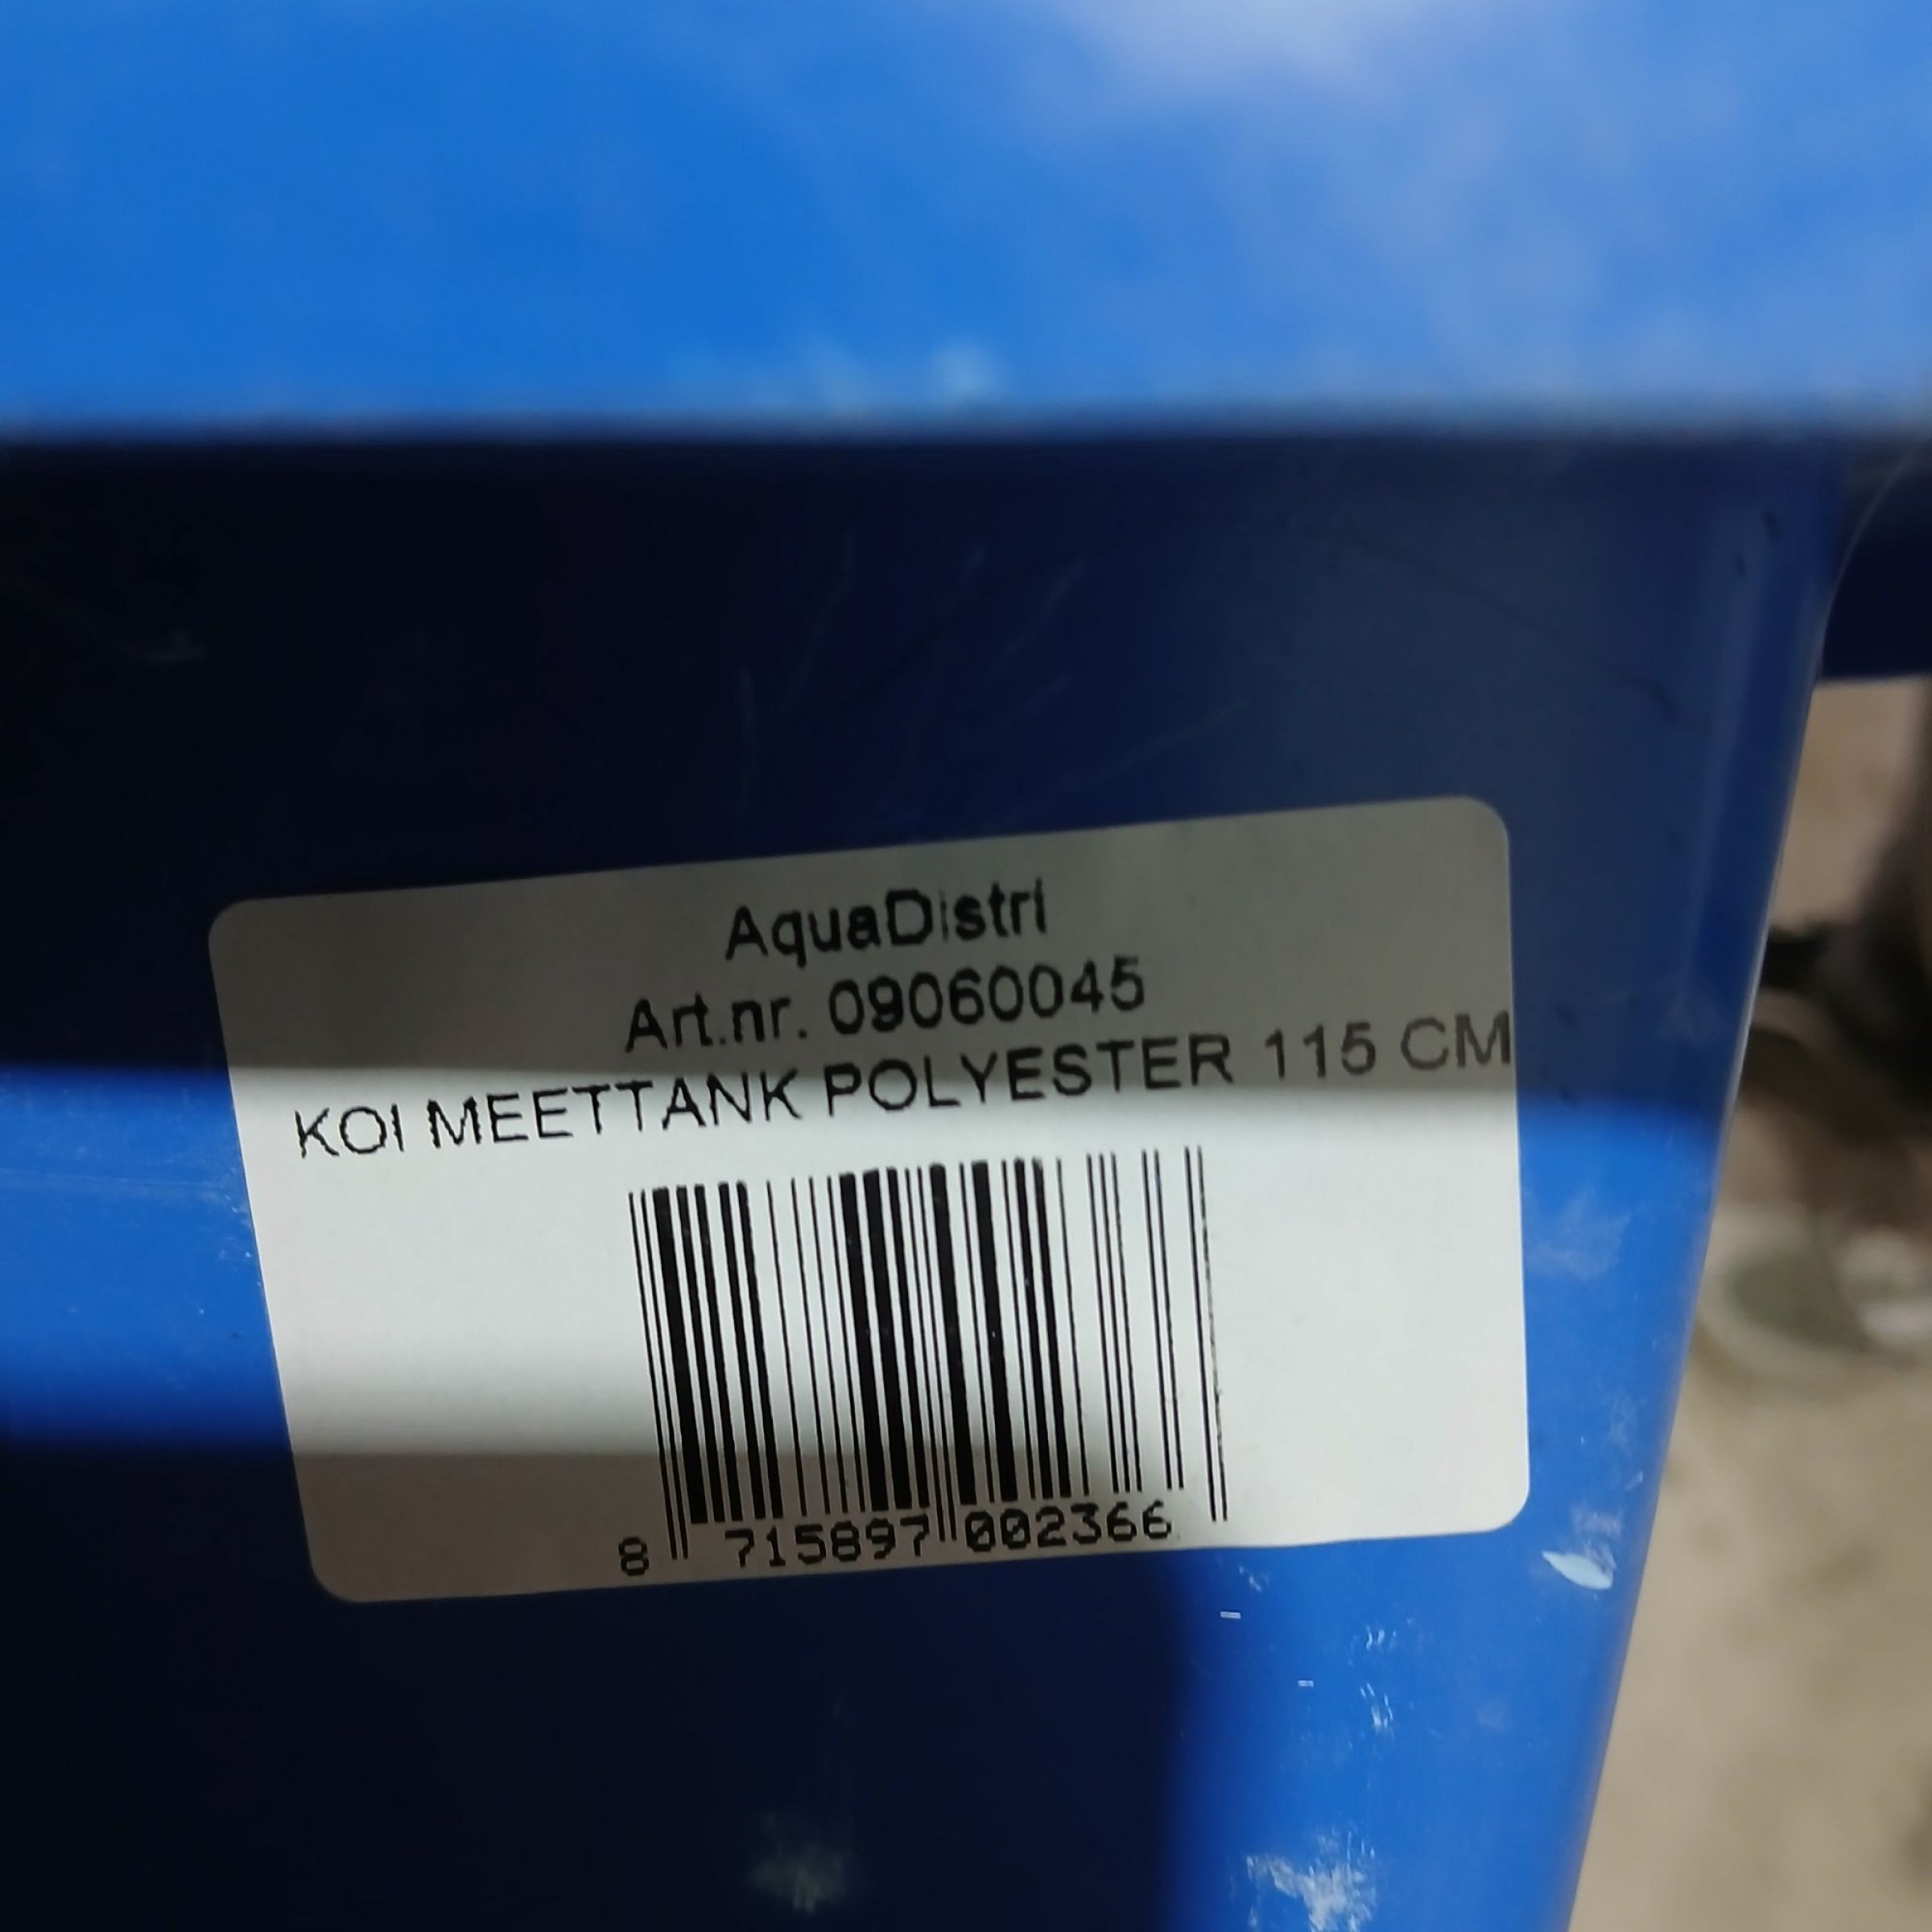 AquaDistri
Art.nr. 09060045
KOI MEETTANK POLYESTER 115 CM
8 715897 002366